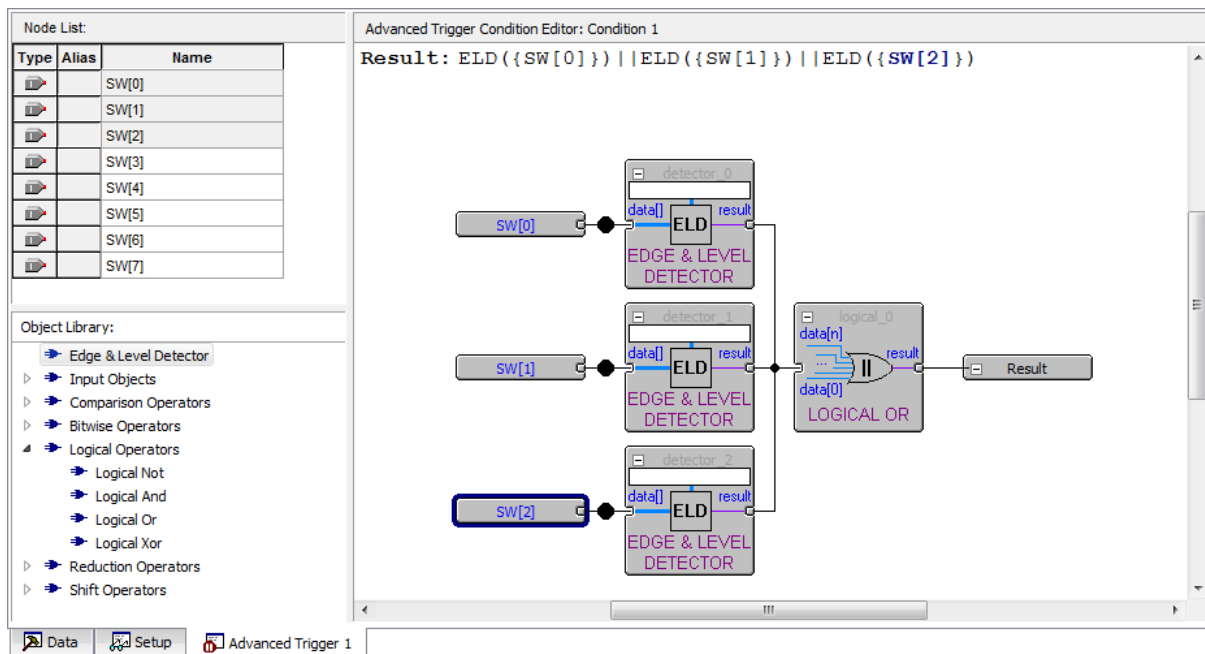 Node List:
Type Alias Name
SW[0]
SW[1]
SW[2]
SW[3]
SW[4]
SW[5]
SW[6]
SW[7]
Object Library:
Edge & Level Detector
Input Objects
Comparison Operators
Bitwise Operators
Logical Operators
Logical Not
Logical And
Logical Or
Logical Xor
Reduction Operators
Shift Operators
Advanced Trigger Condition Editor: Condition 1
Result: ELD({SW[0]})||ELD({SW[1]})||ELD({SW[2]})
detector_0
SW[0]
data[] result
ELD
EDGE & LEVEL
DETECTOR
detector_1
SW[1]
data[] result
ELD
EDGE & LEVEL
DETECTOR
detector_2
SW[2]
data[] result
ELD
EDGE & LEVEL
DETECTOR
logical_0
data[n]
... || result
data[0]
LOGICAL OR
Result
Data Setup Advanced Trigger 1